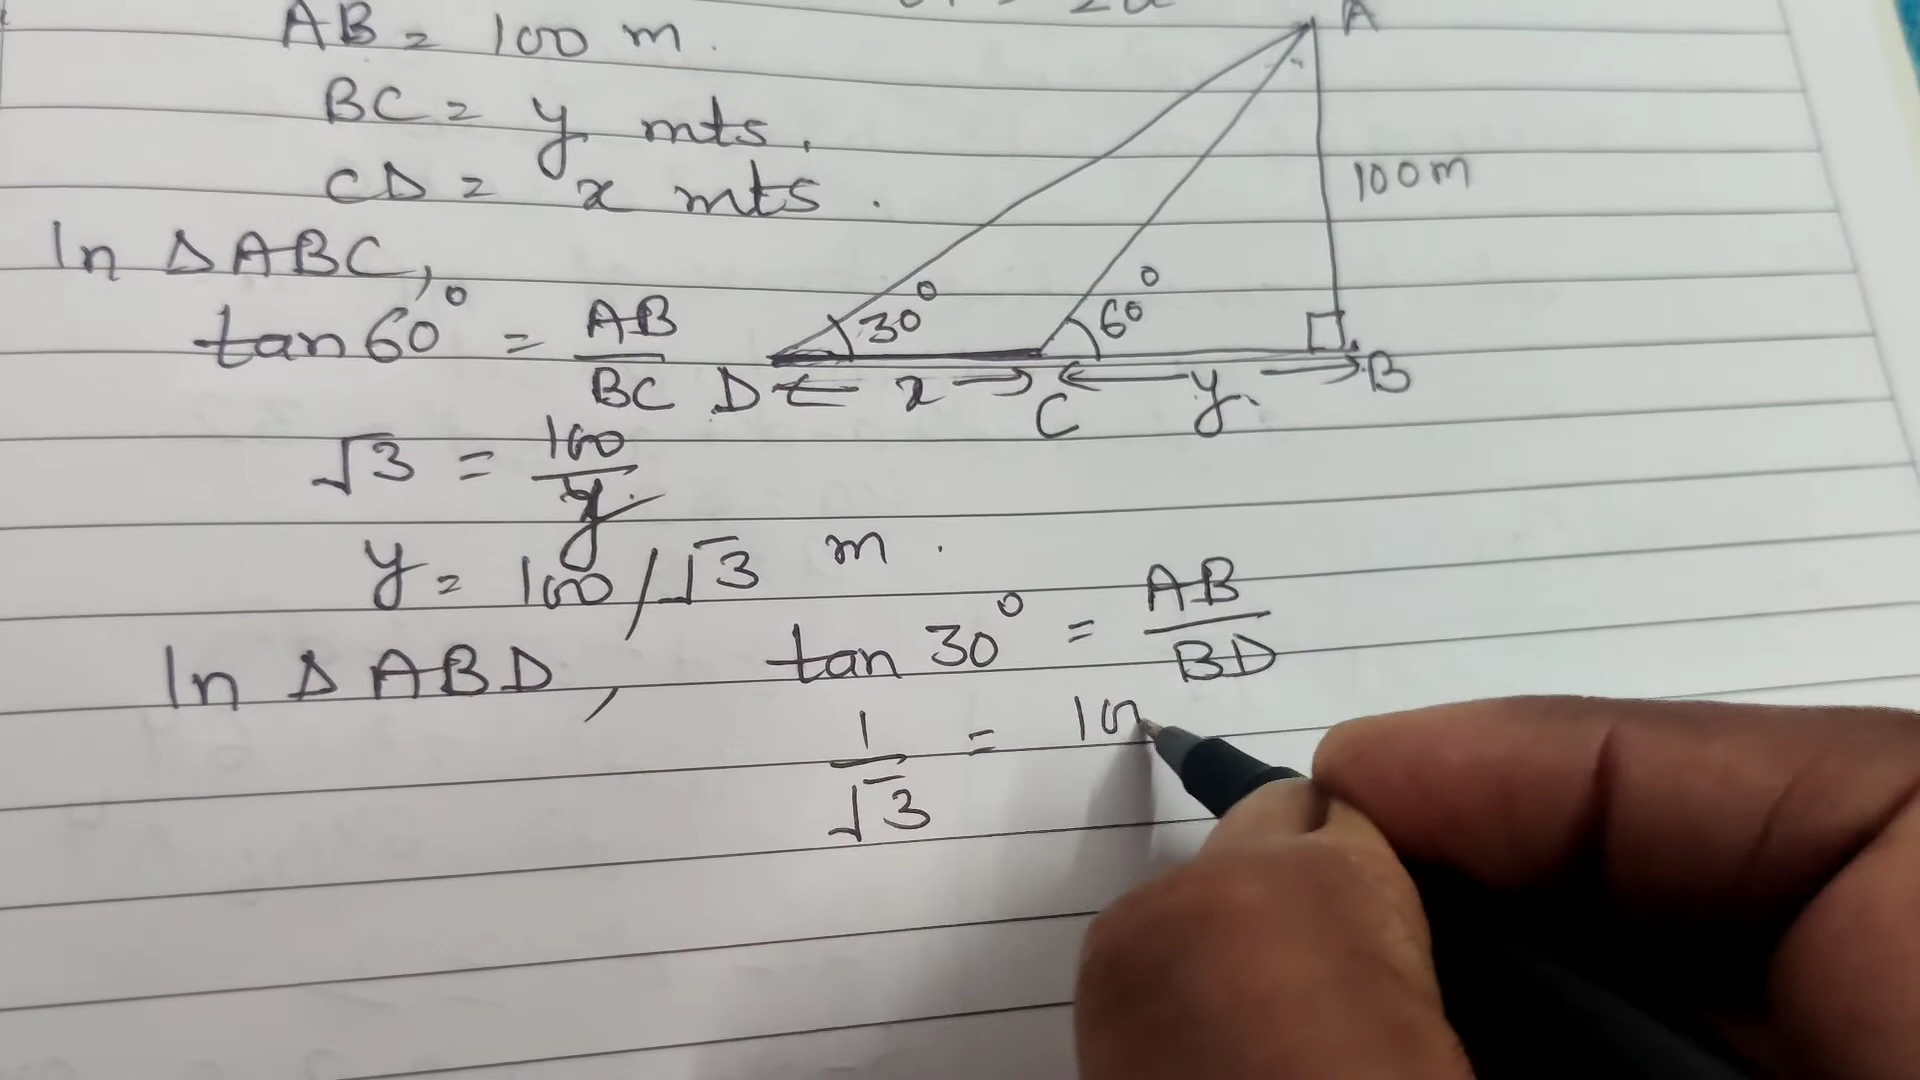 AB = 100 m.
BC = y mts.
CD = x mts.
A
100m
30°
60°
B
D
x
C
y
In ΔABC,
tan 60° = AB/BC
√3 = 100/y
y = 100/√3 m.
In ΔABD, tan 30° = AB/BD
1/√3 = 10